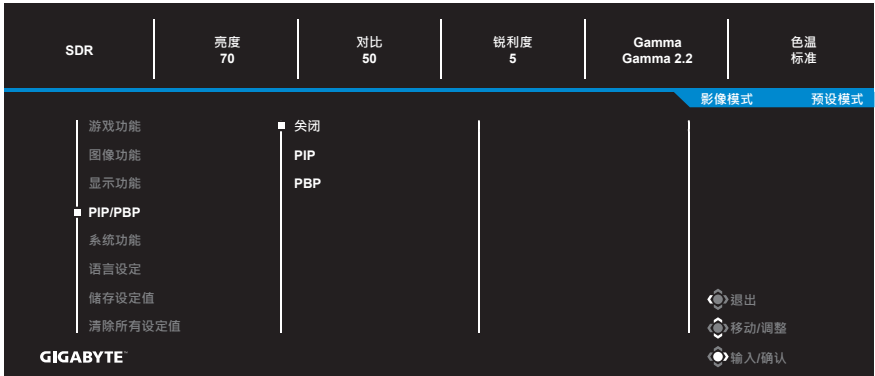 SDR
亮度
70
对比
50
锐利度
5
Gamma
Gamma 2.2
色温
标准
影像模式 预设模式
游戏功能
图像功能
显示功能
PIP/PBP
系统功能
语言设定
储存设定值
清除所有设定值
关闭
PIP
PBP
退出
移动/调整
输入/确认
GIGABYTE™